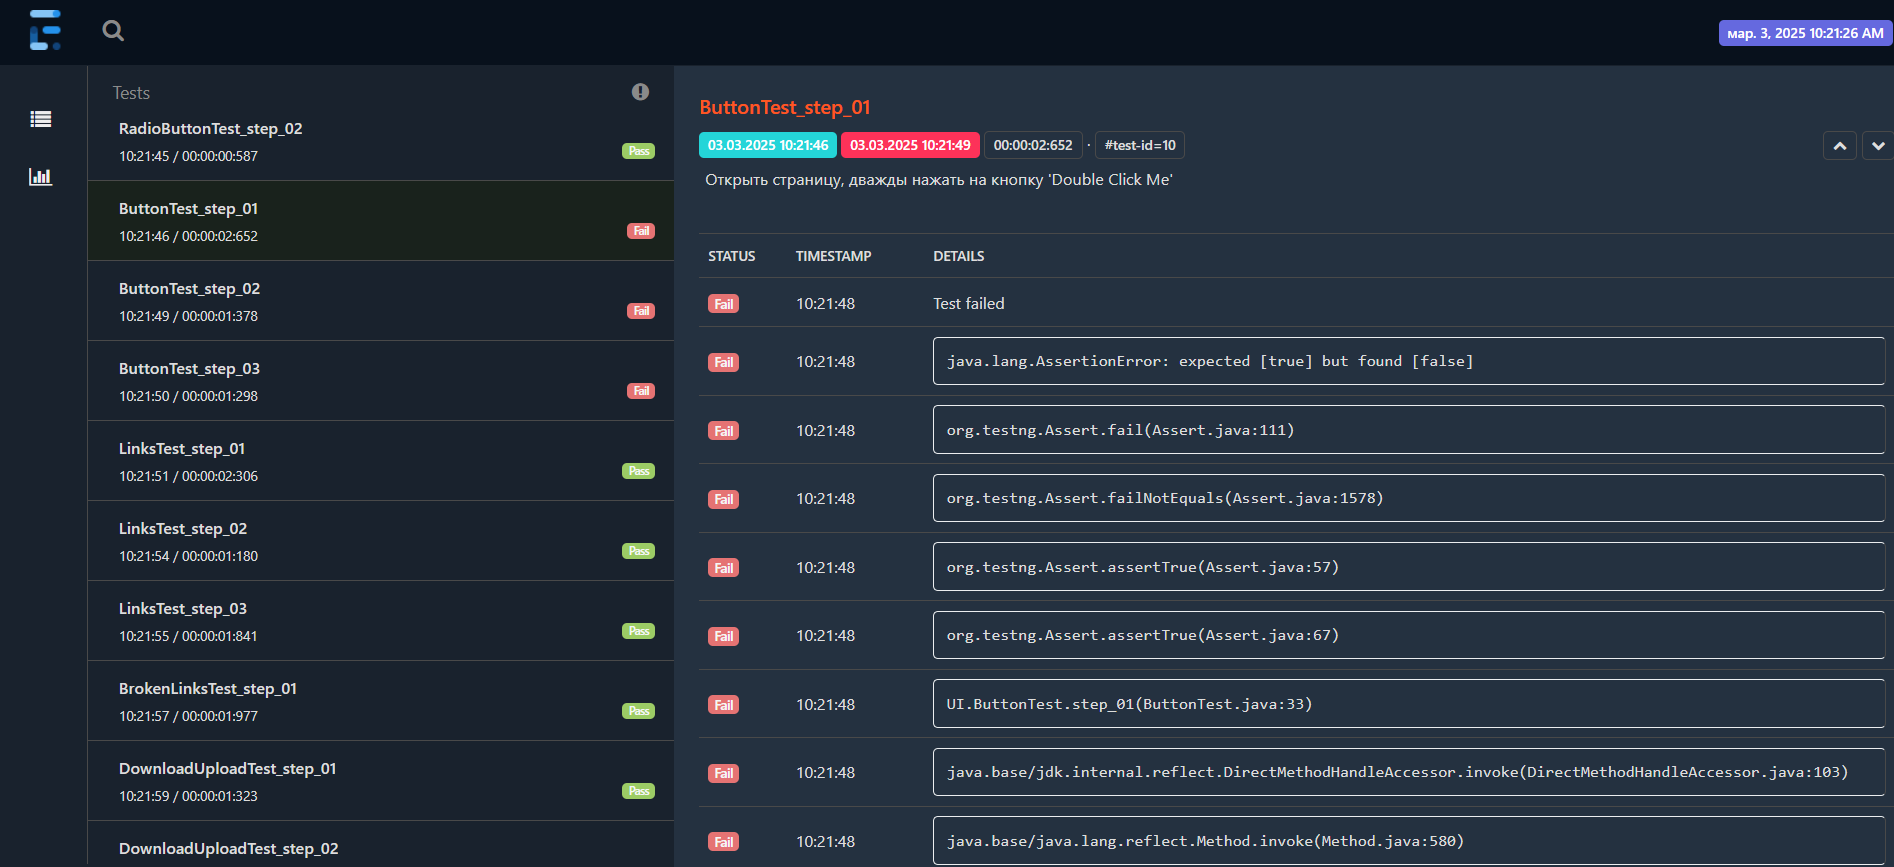 мар. 3, 2025 10:21:26 AM
Tests
RadioButtonTest_step_02
10:21:45 / 00:00:00:587
Pass
ButtonTest_step_01
10:21:46 / 00:00:02:652
Fail
ButtonTest_step_02
10:21:49 / 00:00:01:378
Fail
ButtonTest_step_03
10:21:50 / 00:00:01:298
Fail
LinksTest_step_01
10:21:51 / 00:00:02:306
Pass
LinksTest_step_02
10:21:54 / 00:00:01:180
Pass
LinksTest_step_03
10:21:55 / 00:00:01:841
Pass
BrokenLinksTest_step_01
10:21:57 / 00:00:01:977
Pass
DownloadUploadTest_step_01
10:21:59 / 00:00:01:323
Pass
DownloadUploadTest_step_02
ButtonTest_step_01
03.03.2025 10:21:46 03.03.2025 10:21:49 00:00:02:652 · #test-id=10
Открыть страницу, дважды нажать на кнопку 'Double Click Me'
STATUS TIMESTAMP DETAILS
Fail 10:21:48 Test failed
Fail 10:21:48 java.lang.AssertionError: expected [true] but found [false]
Fail 10:21:48 org.testng.Assert.fail(Assert.java:111)
Fail 10:21:48 org.testng.Assert.failNotEquals(Assert.java:1578)
Fail 10:21:48 org.testng.Assert.assertTrue(Assert.java:57)
Fail 10:21:48 org.testng.Assert.assertTrue(Assert.java:67)
Fail 10:21:48 UI.ButtonTest.step_01(ButtonTest.java:33)
Fail 10:21:48 java.base/jdk.internal.reflect.DirectMethodHandleAccessor.invoke(DirectMethodHandleAccessor.java:103)
Fail 10:21:48 java.base/java.lang.reflect.Method.invoke(Method.java:580)